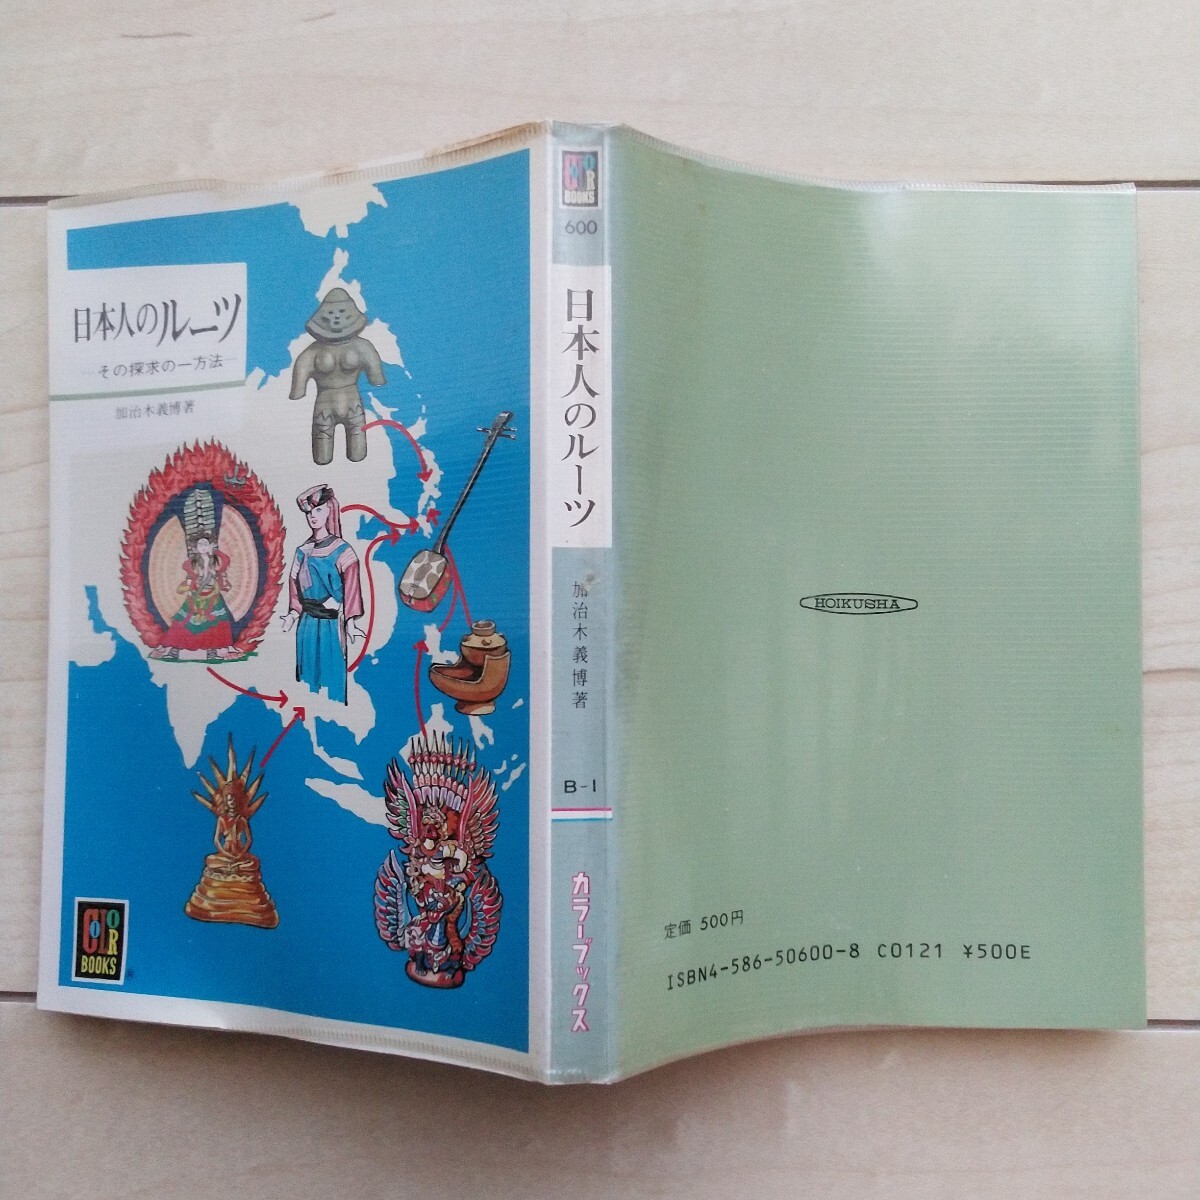 日本人のルーツ
―その探求の一方法―
加治木義博著
COLOR
BOOKS
COLOR
BOOKS
600
日本人のルーツ
加治木義博著
B-1
カラーブックス
HOIKUSHA
定価 500円
ISBN4-586-50600-8 C0121 ¥500E